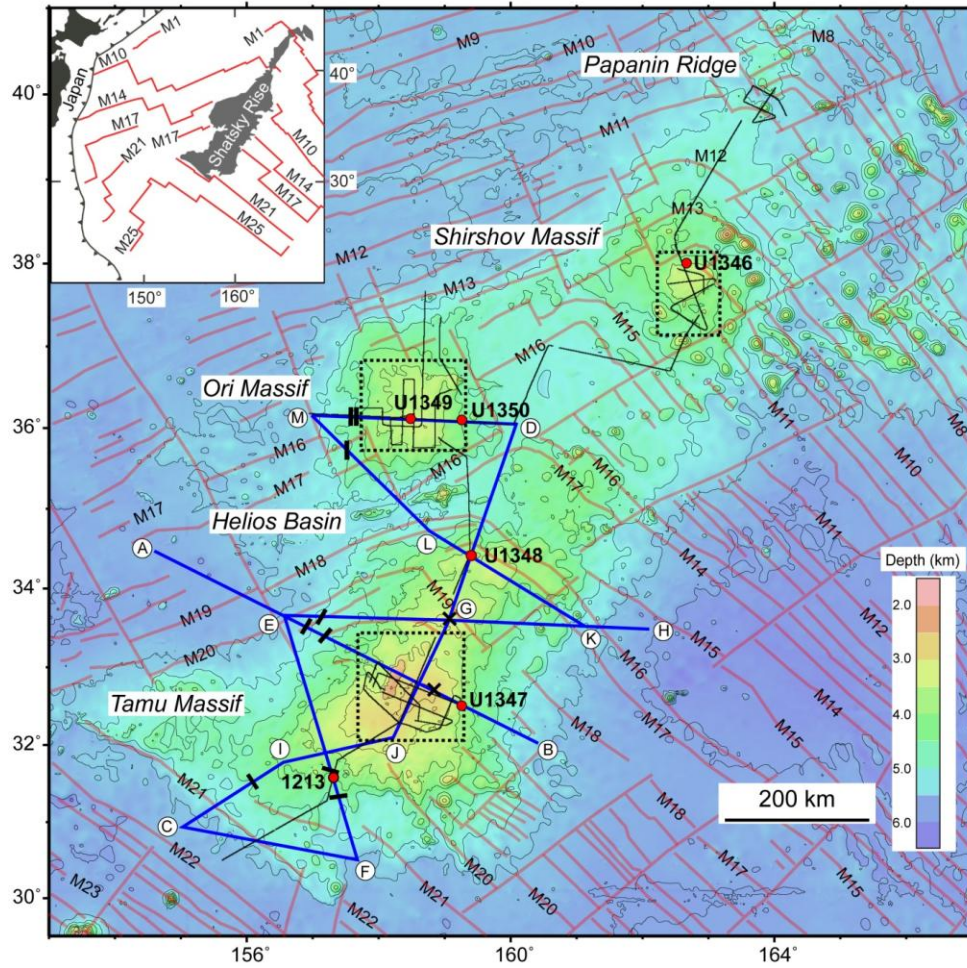 M1
M1
M10
40°
Japan
M14
M17
M21
M17
Shatsky Rise
M10
30°
M14
M17
M21
M25
M25
150°
160°
M9
M10
M8
Papanin Ridge
40°
M11
M12
M13
Shirshov Massif
38°
M12
U1346
M13
M15
M16
Ori Massif
M
U1349
U1350
D
36°
M11
M8
M16
M16
M10
M17
M16
M17
M17
Helios Basin
A
L
U1348
M11
M18
M14
Depth (km)
2.0
34°
M19
M19
G
E
K
H
M12
3.0
M20
M15
M16
Tamu Massif
U1347
4.0
M17
M14
32°
I
J
B
M18
M15
5.0
1213
M21
M18
200 km
6.0
C
M22
F
M20
M17
M15
30°
M23
M21
M20
M22
156°
160°
164°